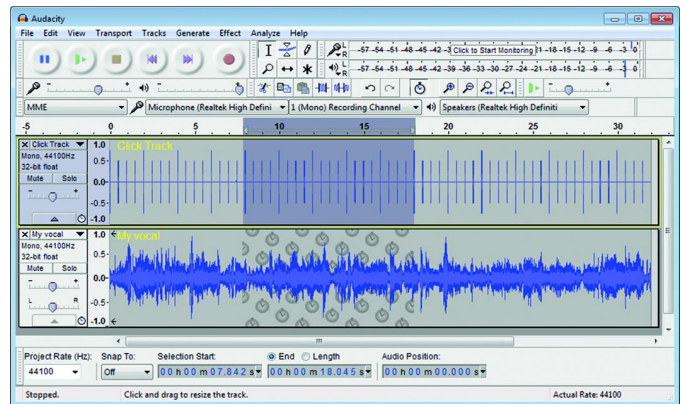 Audacity
File Edit View Transport Tracks Generate Effect Analyze Help
L R -57 -54 -51 -48 -45 -42 -3 Click to Start Monitoring -18 -15 -12 -9 -6 -3 0
L R -57 -54 -51 -48 -45 -42 -39 -36 -33 -30 -27 -24 -21 -18 -15 -12 -9 -6 -3 0
MME Microphone (Realtek High Defini 1 (Mono) Recording Channel Speakers (Realtek High Definiti
-5 0 5 10 15 20 25 30
X Click Track 1.0 Click Track
Mono, 44100Hz
32-bit float 0.5-
Mute Solo 0.0-
- + -0.5-
-1.0
X My vocal 1.0 My vocal
Mono, 44100Hz
32-bit float 0.5-
Mute Solo 0.0-
- +
L R -0.5-
-1.0
Project Rate (Hz): Snap To: Selection Start: End Length Audio Position:
44100 Off 00 h 00 m 07.842 s 00 h 00 m 18.045 s 00 h 00 m 00.000 s
Stopped. Click and drag to resize the track. Actual Rate: 44100